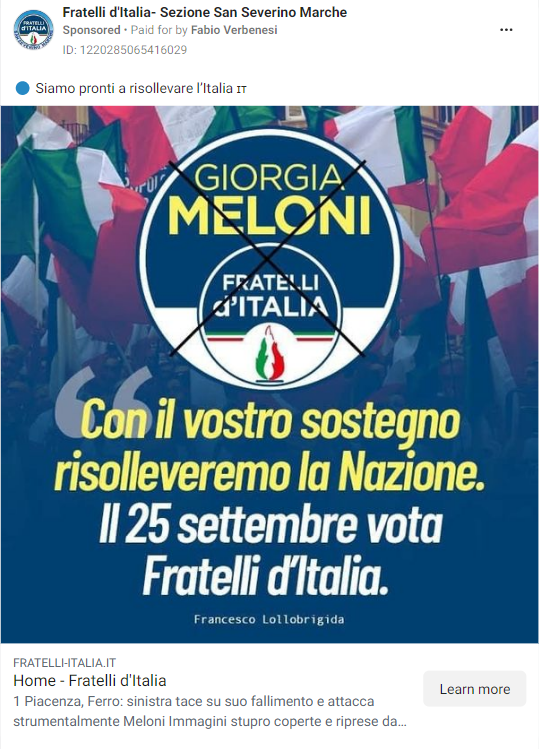 Fratelli d'Italia- Sezione San Severino Marche
Sponsored • Paid for by Fabio Verbenesi
ID: 1220285065416029
Siamo pronti a risollevare l'Italia IT
GIORGIA
MELONI
FRATELLI
d'ITALIA
Con il vostro sostegno
risolleveremo la Nazione.
Il 25 settembre vota
Fratelli d'Italia.
Francesco Lollobrigida
FRATELLI-ITALIA.IT
Home - Fratelli d'Italia
1 Piacenza, Ferro: sinistra tace su suo fallimento e attacca
strumentalmente Meloni Immagini stupro coperte e riprese da...
Learn more